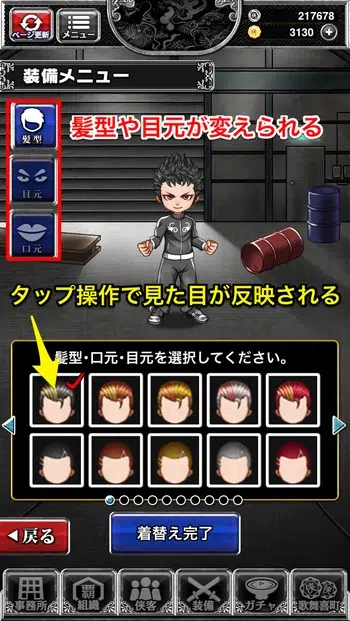 217678
ページ更新
メニュー
3130
装備メニュー
髪型
髪型や目元が変えられる
目元
口元
タップ操作で見た目が反映される
髪型・口元・目元を選択してください。
戻る
着替え完了
事務所
組織
侠客
装備
ガチャ
歌舞喜町